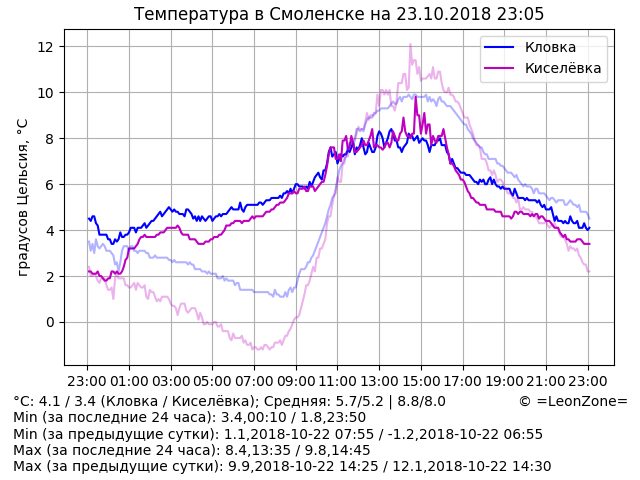 Температура в Смоленске на 23.10.2018 23:05
Кловка
Киселёвка
градусов Цельсия, °C
12
10
8
6
4
2
0
23:00 01:00 03:00 05:00 07:00 09:00 11:00 13:00 15:00 17:00 19:00 21:00 23:00
°C: 4.1 / 3.4 (Кловка / Киселёвка); Средняя: 5.7/5.2 | 8.8/8.0 © =LeonZone=
Min (за последние 24 часа): 3.4,00:10 / 1.8,23:50
Min (за предыдущие сутки): 1.1,2018-10-22 07:55 / -1.2,2018-10-22 06:55
Max (за последние 24 часа): 8.4,13:35 / 9.8,14:45
Max (за предыдущие сутки): 9.9,2018-10-22 14:25 / 12.1,2018-10-22 14:30